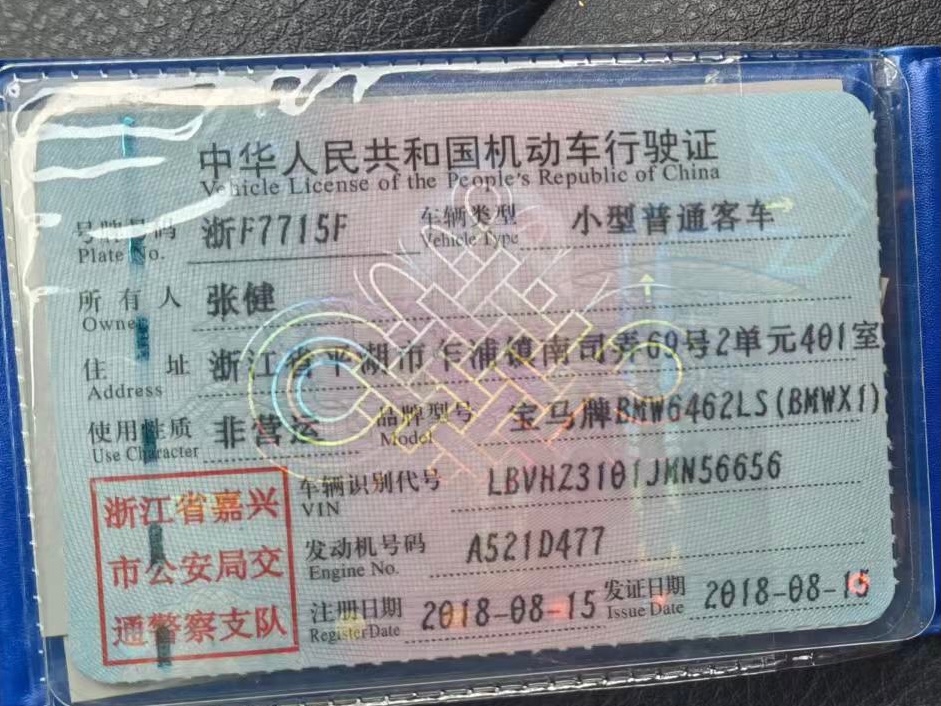 中华人民共和国机动车行驶证
Vehicle License of the People's Republic of China
号牌号码 浙F7715F 车辆类型 小型普通客车
Plate No. Vehicle Type
所有人 张健
Owner
住址 浙江省平湖市乍浦镇南司弄69号2单元401室
Address
使用性质 非营运 品牌型号 宝马牌BMW6462LS(BMWX1)
Use Character Model
浙江省嘉兴
市公安局交
通警察支队
车辆识别代号 LBVHZ3101JMN56656
VIN
发动机号码 A521D477
Engine No.
注册日期 2018-08-15 发证日期 2018-08-15
Register Date Issue Date